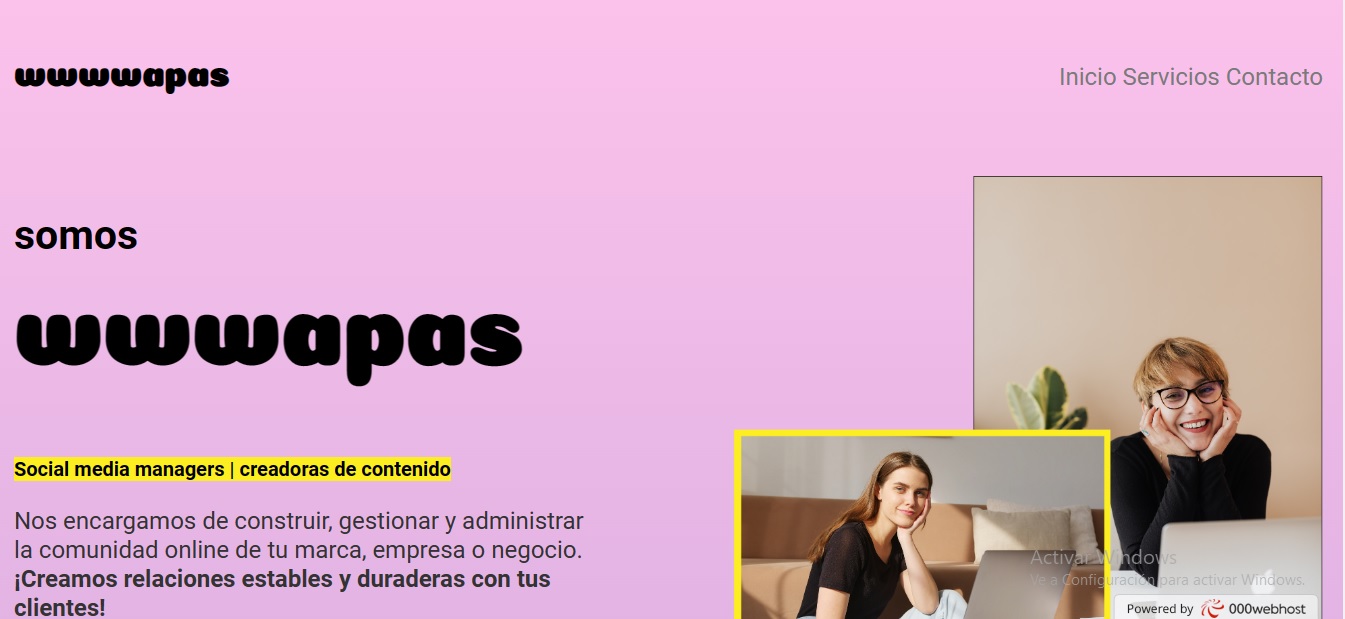 wwwwapas
Inicio Servicios Contacto
somos
wwwapas
Social media managers | creadoras de contenido
Nos encargamos de construir, gestionar y administrar
la comunidad online de tu marca, empresa o negocio.
¡Creamos relaciones estables y duraderas con tus
clientes!
Activar Windows
Ve a Configuración para activar Windows.
Powered by 000webhost